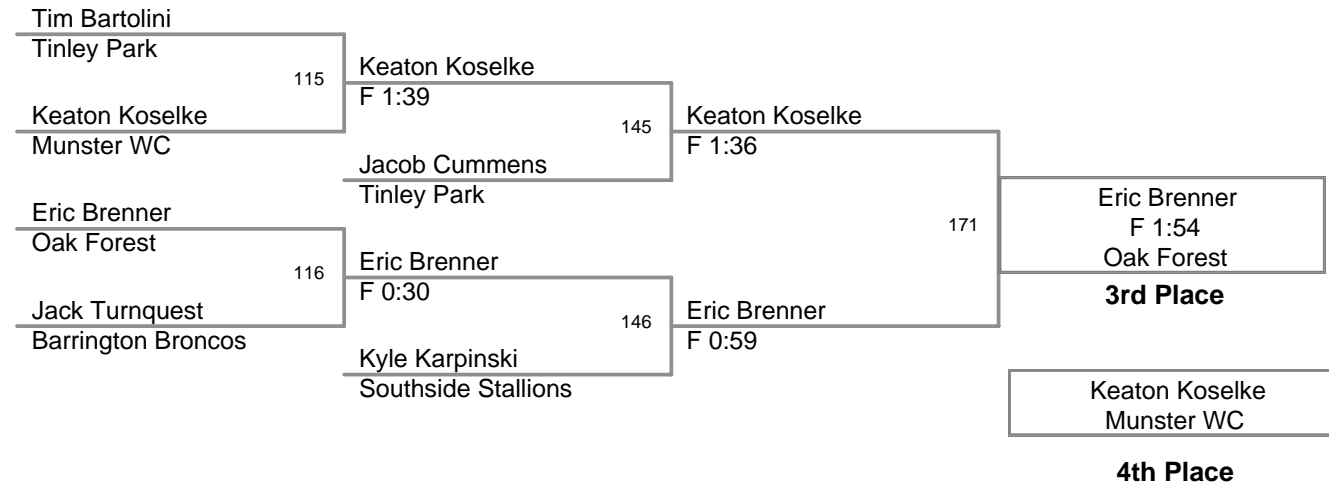 Tim Bartolini
Tinley Park
115
Keaton Koselke
Munster WC
Eric Brenner
Oak Forest
116
Jack Turnquest
Barrington Broncos
Keaton Koselke
F 1:39
145
Jacob Cummens
Tinley Park
Eric Brenner
F 0:30
146
Kyle Karpinski
Southside Stallions
Keaton Koselke
F 1:36
171
Eric Brenner
F 0:59
Eric Brenner
F 1:54
Oak Forest
3rd Place
Keaton Koselke
Munster WC
4th Place